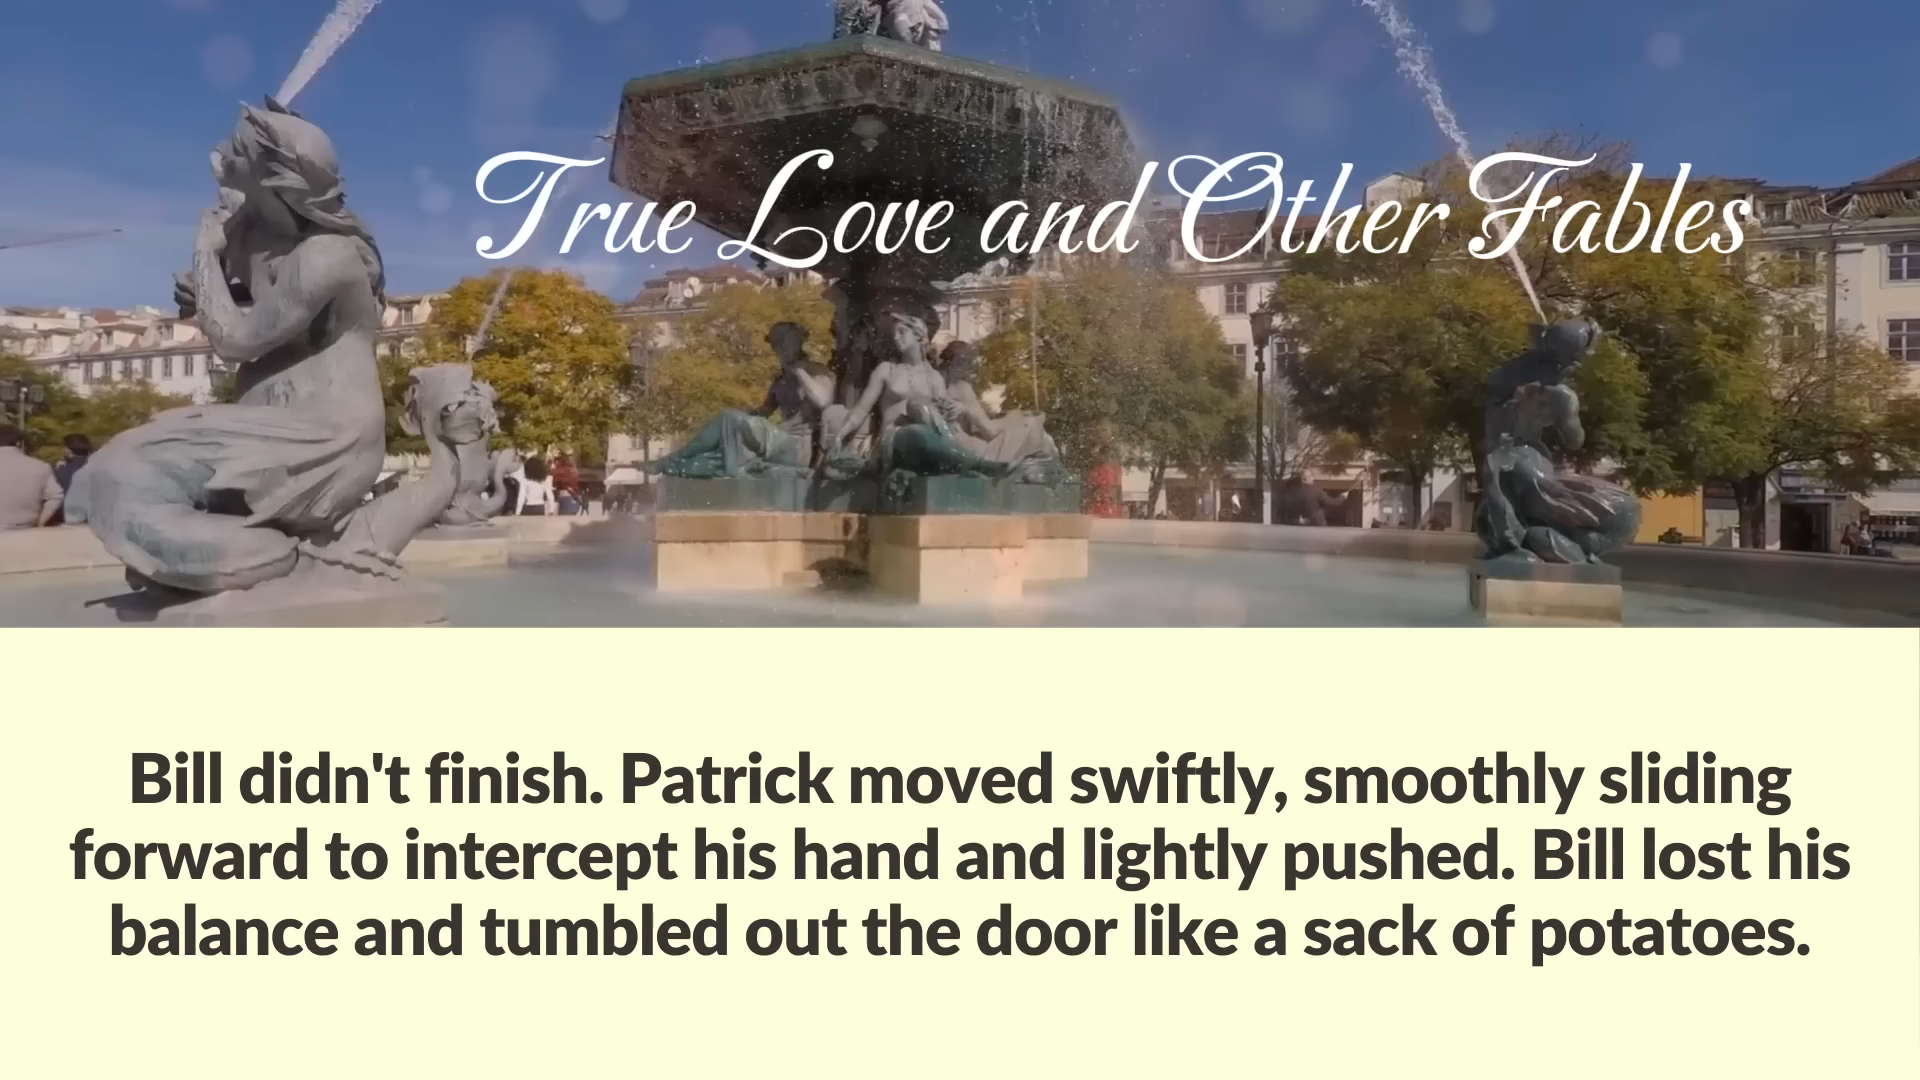 True Love and Other Fables
Bill didn't finish. Patrick moved swiftly, smoothly sliding
forward to intercept his hand and lightly pushed. Bill lost his
balance and tumbled out the door like a sack of potatoes.